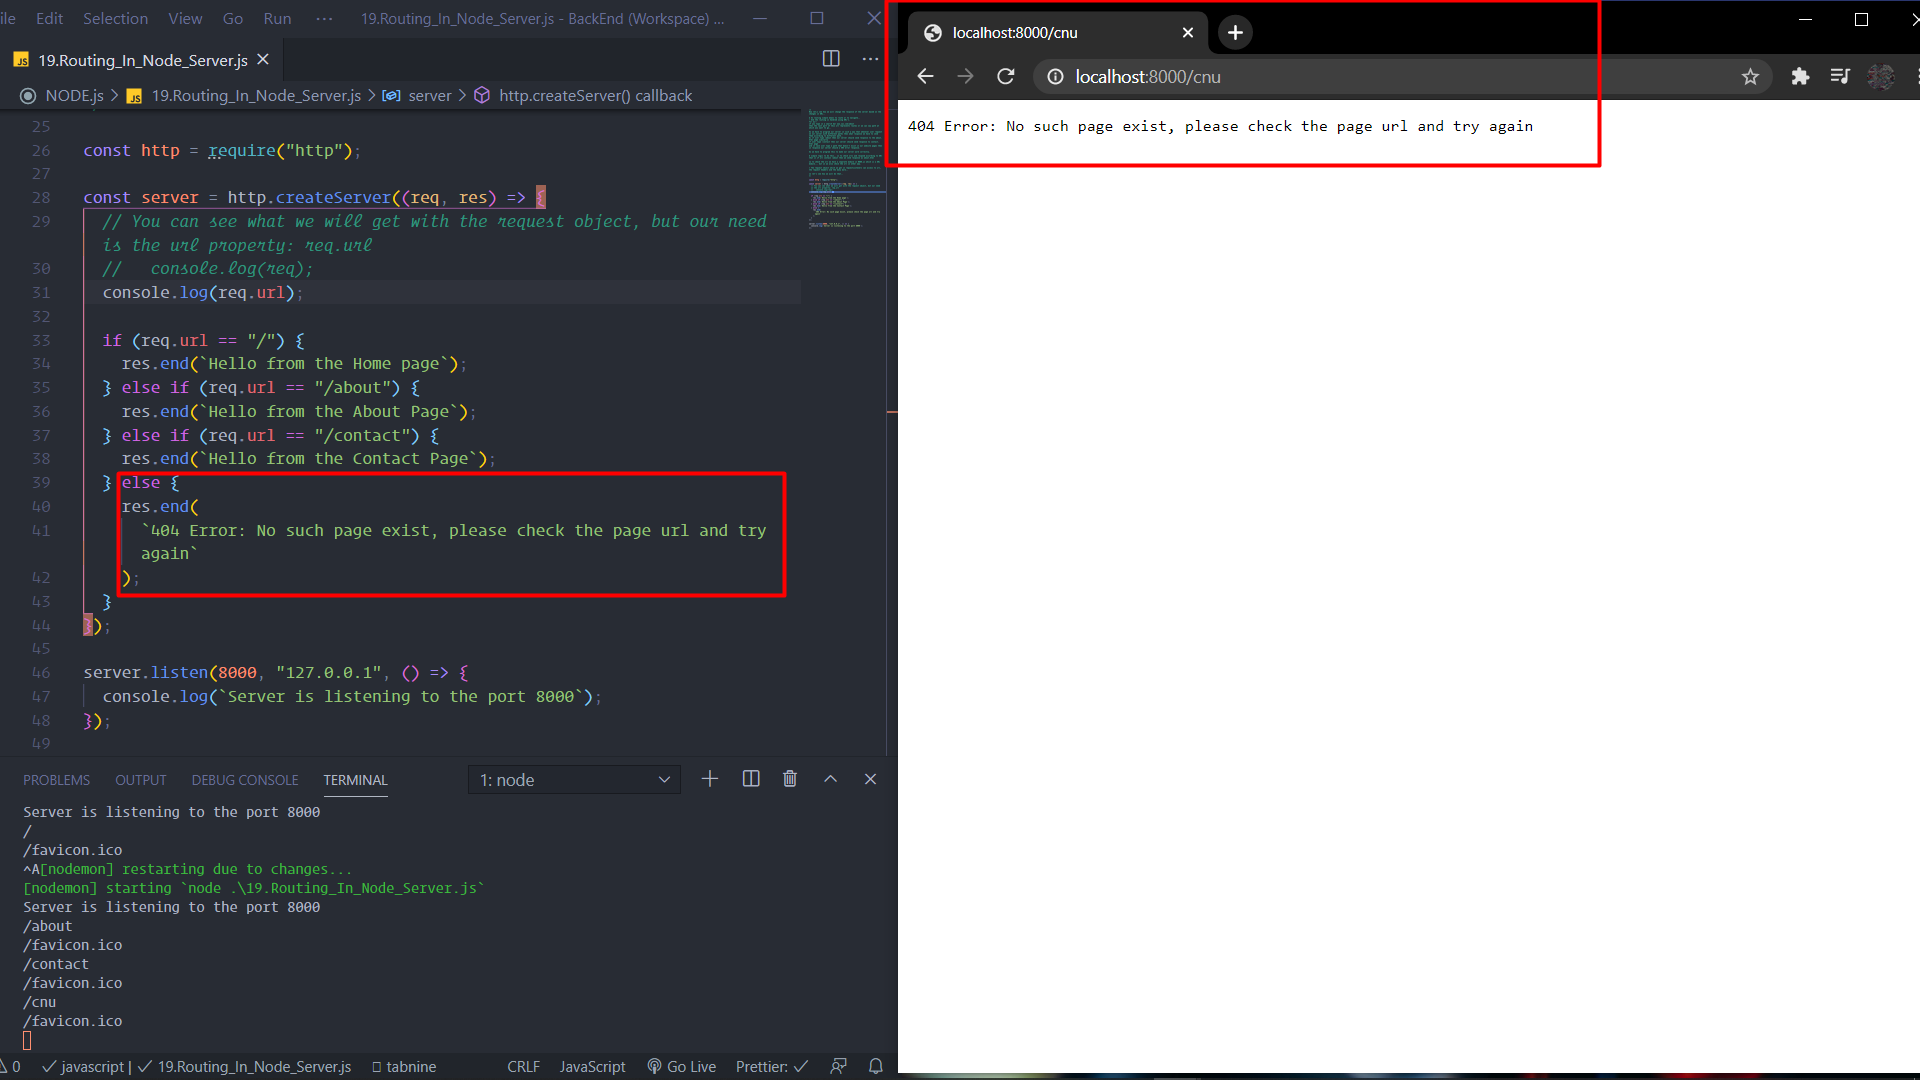 ile Edit Selection View Go Run ··· 19.Routing_In_Node_Server.js - BackEnd (Workspace) ...
JS 19.Routing_In_Node_Server.js
NODE.js > JS 19.Routing_In_Node_Server.js > server > http.createServer() callback
25
26 const http = require("http");
27
28 const server = http.createServer((req, res) => {
29 // You can see what we will get with the request object, but our need
is the url property: req.url
30 //   console.log(req);
31 console.log(req.url);
32
33 if (req.url == "/") {
34 res.end(`Hello from the Home page`);
35 } else if (req.url == "/about") {
36 res.end(`Hello from the About Page`);
37 } else if (req.url == "/contact") {
38 res.end(`Hello from the Contact Page`);
39 } else {
40 res.end(
41 `404 Error: No such page exist, please check the page url and try
again`
42 );
43 }
44 });
45
46 server.listen(8000, "127.0.0.1", () => {
47 console.log(`Server is listening to the port 8000`);
48 });
49
PROBLEMS OUTPUT DEBUG CONSOLE TERMINAL 1: node
Server is listening to the port 8000
/
/favicon.ico
^A[nodemon] restarting due to changes...
[nodemon] starting `node .\19.Routing_In_Node_Server.js`
Server is listening to the port 8000
/about
/favicon.ico
/contact
/favicon.ico
/cnu
/favicon.ico
0 javascript | 19.Routing_In_Node_Server.js tabnine CRLF JavaScript Go Live Prettier:
localhost:8000/cnu
localhost:8000/cnu
404 Error: No such page exist, please check the page url and try again